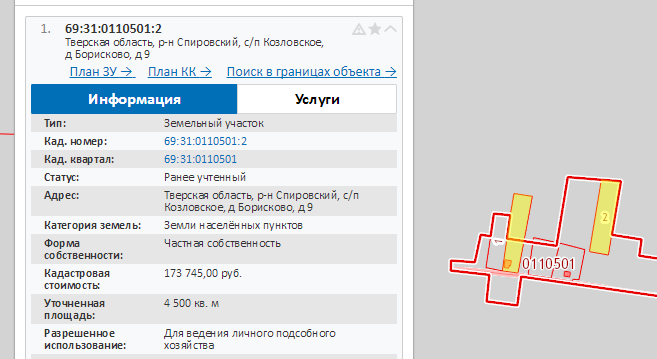 1. 69:31:0110501:2
Тверская область, р-н Спировский, с/п Козловское,
д Борисково, д 9
План ЗУ → План КК → Поиск в границах объекта →
Информация Услуги
Тип: Земельный участок
Кад. номер: 69:31:0110501:2
Кад. квартал: 69:31:0110501
Статус: Ранее учтенный
Адрес: Тверская область, р-н Спировский, с/п
Козловское, д Борисково, д 9
Категория земель: Земли населённых пунктов
Форма
собственности: Частная собственность
Кадастровая
стоимость: 173 745,00 руб.
Уточненная
площадь: 4 500 кв. м
Разрешенное
использование: Для ведения личного подсобного
хозяйства
2
0110501